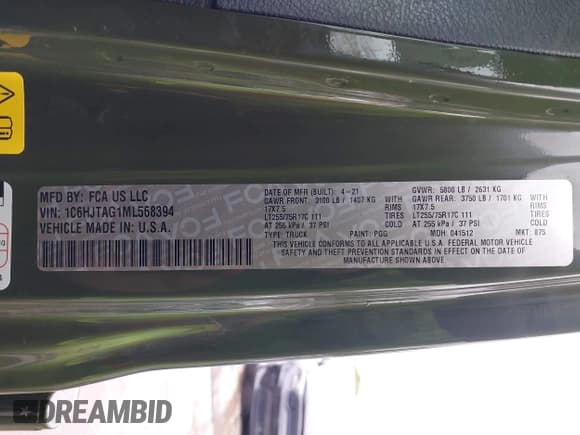 MFD BY: FCA US LLC
VIN: 1C6HJTAG1ML568394
VEHICLE MADE IN: U.S.A.
DATE OF MFR (BUILT): 4-21 GVWR: 5800 LB / 2631 KG
GAWR FRONT: 3100 LB / 1407 KG WITH GAWR REAR: 3750 LB / 1701 KG WITH
17X7.5 RIMS 17X7.5 RIMS
LT255/75R17C 111 TIRES LT255/75R17C 111 TIRES
AT 255 kPa / 37 PSI COLD AT 255 kPa / 37 PSI COLD
TYPE: TRUCK PAINT: PGG MDH: 041512 MKT: 875
THIS VEHICLE CONFORMS TO ALL APPLICABLE U.S.A. FEDERAL MOTOR VEHICLE
SAFETY AND THEFT PREVENTION STANDARDS IN EFFECT ON THE DATE OF
MANUFACTURE SHOWN ABOVE.
DREAMBID